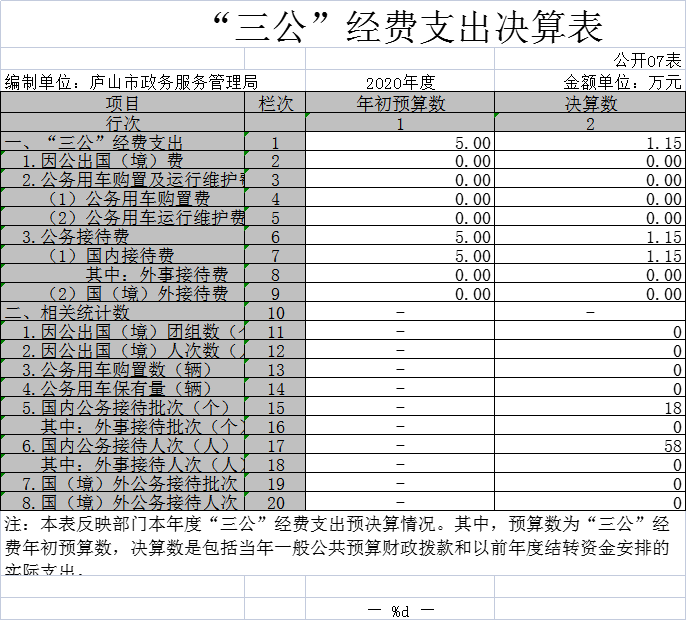 “三公”经费支出决算表
公开07表
编制单位：庐山市政务服务管理局 2020年度 金额单位：万元
项目 栏次 年初预算数 决算数
行次 1 2
一、“三公”经费支出 1 5.00 1.15
1.因公出国（境）费 2 0.00 0.00
2.公务用车购置及运行维护 3 0.00 0.00
（1）公务用车购置费 4 0.00 0.00
（2）公务用车运行维护费 5 0.00 0.00
3.公务接待费 6 5.00 1.15
（1）国内接待费 7 5.00 1.15
其中：外事接待费 8 0.00 0.00
（2）国（境）外接待费 9 0.00 0.00
二、相关统计数 10 － －
1.因公出国（境）团组数（ 11 － 0
2.因公出国（境）人次数（ 12 － 0
3.公务用车购置数（辆） 13 － 0
4.公务用车保有量（辆） 14 － 0
5.国内公务接待批次（个） 15 － 18
其中：外事接待批次（个 16 － 0
6.国内公务接待人次（人） 17 － 58
其中：外事接待人次（人 18 － 0
7.国（境）外公务接待批次 19 － 0
8.国（境）外公务接待人次 20 － 0
注：本表反映部门本年度“三公”经费支出预决算情况。其中，预算数为“三公”经
费年初预算数，决算数是包括当年一般公共预算财政拨款和以前年度结转资金安排的
实际支出。
— %d —